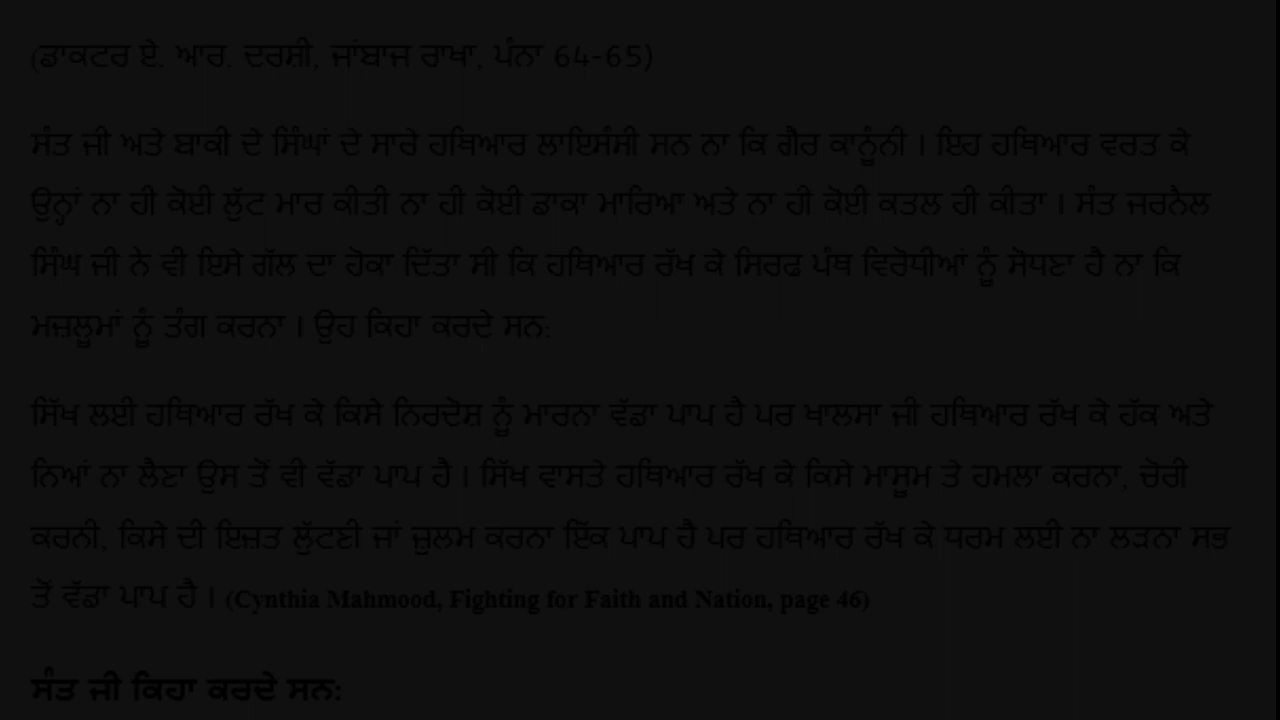 (ਡਾਕਟਰ ਏ. ਆਰ. ਦਰਸ਼ੀ, ਜਾਂਬਾਜ ਰਾਖਾ, ਪੰਨਾ 64-65)
ਸੰਤ ਜੀ ਅਤੇ ਬਾਕੀ ਦੇ ਸਿੰਘਾਂ ਦੇ ਸਾਰੇ ਹਥਿਆਰ ਲਾਇਸੰਸੀ ਸਨ ਨਾ ਕਿ ਗੈਰ ਕਾਨੂੰਨੀ । ਇਹ ਹਥਿਆਰ ਵਰਤ ਕੇ
ਉਨ੍ਹਾਂ ਨਾ ਹੀ ਕੋਈ ਲੁੱਟ ਮਾਰ ਕੀਤੀ ਨਾ ਹੀ ਕੋਈ ਡਾਕਾ ਮਾਰਿਆ ਅਤੇ ਨਾ ਹੀ ਕੋਈ ਕਤਲ ਹੀ ਕੀਤਾ । ਸੰਤ ਜਰਨੈਲ
ਸਿੰਘ ਜੀ ਨੇ ਵੀ ਇਸੇ ਗੱਲ ਦਾ ਹੋਕਾ ਦਿੱਤਾ ਸੀ ਕਿ ਹਥਿਆਰ ਰੱਖ ਕੇ ਸਿਰਫ ਪੰਥ ਵਿਰੋਧੀਆਂ ਨੂੰ ਸੋਧਣਾ ਹੈ ਨਾ ਕਿ
ਮਜ਼ਲੂਮਾਂ ਨੂੰ ਤੰਗ ਕਰਨਾ । ਉਹ ਕਿਹਾ ਕਰਦੇ ਸਨ:
ਸਿੱਖ ਲਈ ਹਥਿਆਰ ਰੱਖ ਕੇ ਕਿਸੇ ਨਿਰਦੋਸ਼ ਨੂੰ ਮਾਰਨਾ ਵੱਡਾ ਪਾਪ ਹੈ ਪਰ ਖਾਲਸਾ ਜੀ ਹਥਿਆਰ ਰੱਖ ਕੇ ਹੱਕ ਅਤੇ
ਨਿਆਂ ਨਾ ਲੈਣਾ ਉਸ ਤੋਂ ਵੀ ਵੱਡਾ ਪਾਪ ਹੈ । ਸਿੱਖ ਵਾਸਤੇ ਹਥਿਆਰ ਰੱਖ ਕੇ ਕਿਸੇ ਮਾਸੂਮ ਤੇ ਹਮਲਾ ਕਰਨਾ, ਚੋਰੀ
ਕਰਨੀ, ਕਿਸੇ ਦੀ ਇਜ਼ਤ ਲੁੱਟਣੀ ਜਾਂ ਜ਼ੁਲਮ ਕਰਨਾ ਇੱਕ ਪਾਪ ਹੈ ਪਰ ਹਥਿਆਰ ਰੱਖ ਕੇ ਧਰਮ ਲਈ ਨਾ ਲੜਨਾ ਸਭ
ਤੋਂ ਵੱਡਾ ਪਾਪ ਹੈ । (Cynthia Mahmood, Fighting for Faith and Nation, page 46)
ਸੰਤ ਜੀ ਕਿਹਾ ਕਰਦੇ ਸਨ: